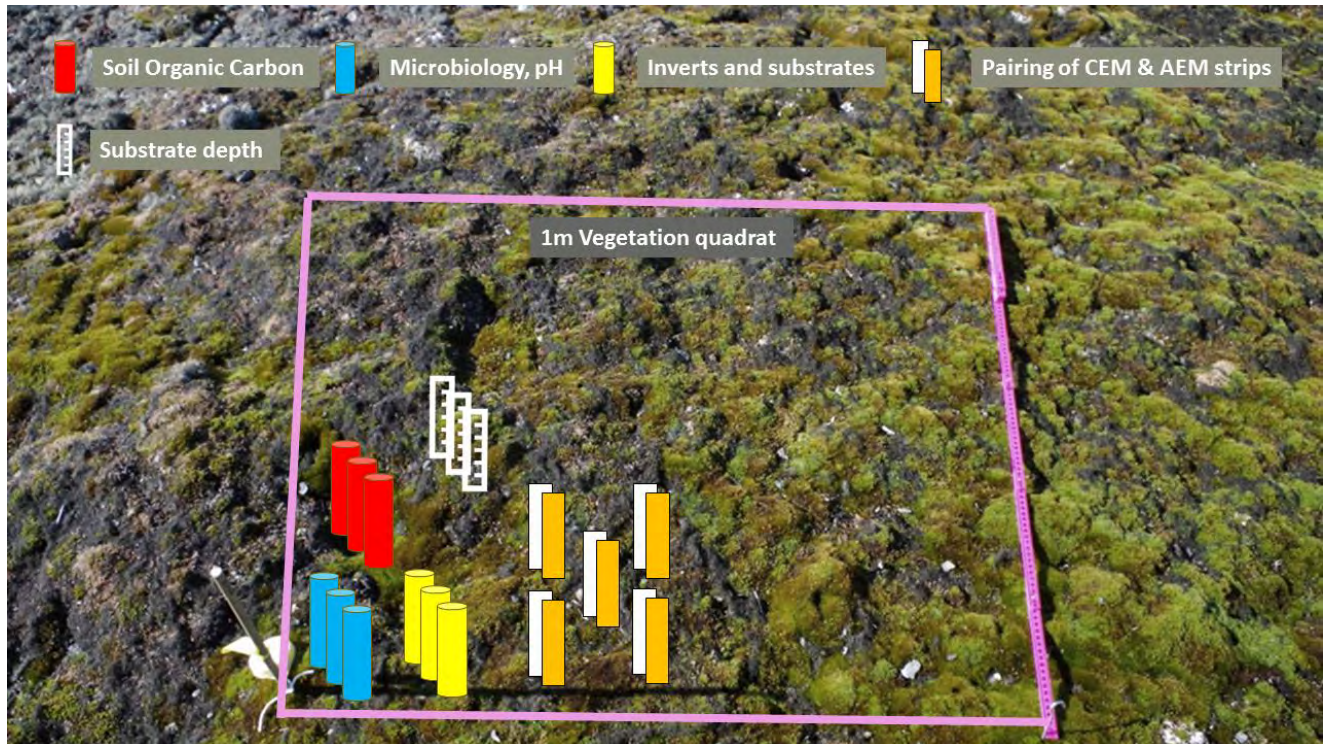 Soil Organic Carbon
Microbiology, pH
Inverts and substrates
Pairing of CEM & AEM strips
Substrate depth
1m Vegetation quadrat